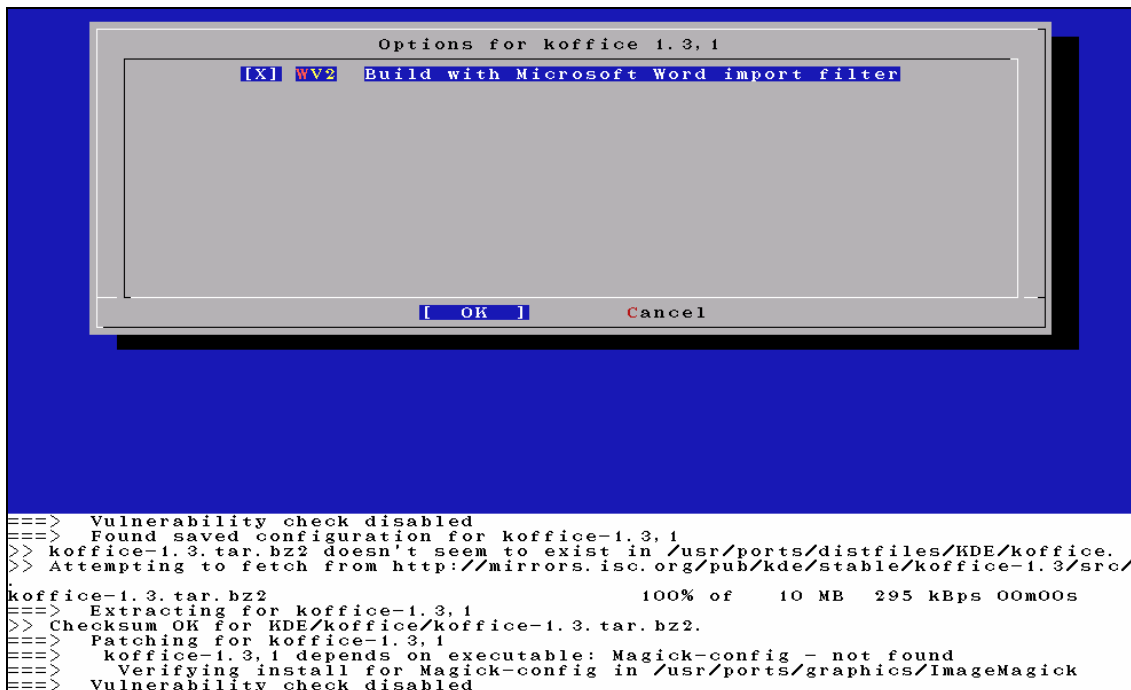 Options for koffice 1.3,1
[X] WV2 Build with Microsoft Word import filter
[ OK ] Cancel
===> Vulnerability check disabled
===> Found saved configuration for koffice-1.3,1
>> koffice-1.3.tar.bz2 doesn't seem to exist in /usr/ports/distfiles/KDE/koffice.
>> Attempting to fetch from http://mirrors.isc.org/pub/kde/stable/koffice-1.3/src/
.
koffice-1.3.tar.bz2 100% of 10 MB 295 kBps 00m00s
===> Extracting for koffice-1.3,1
>> Checksum OK for KDE/koffice/koffice-1.3.tar.bz2.
===> Patching for koffice-1.3,1
===> koffice-1.3,1 depends on executable: Magick-config - not found
===> Verifying install for Magick-config in /usr/ports/graphics/ImageMagick
===> Vulnerability check disabled